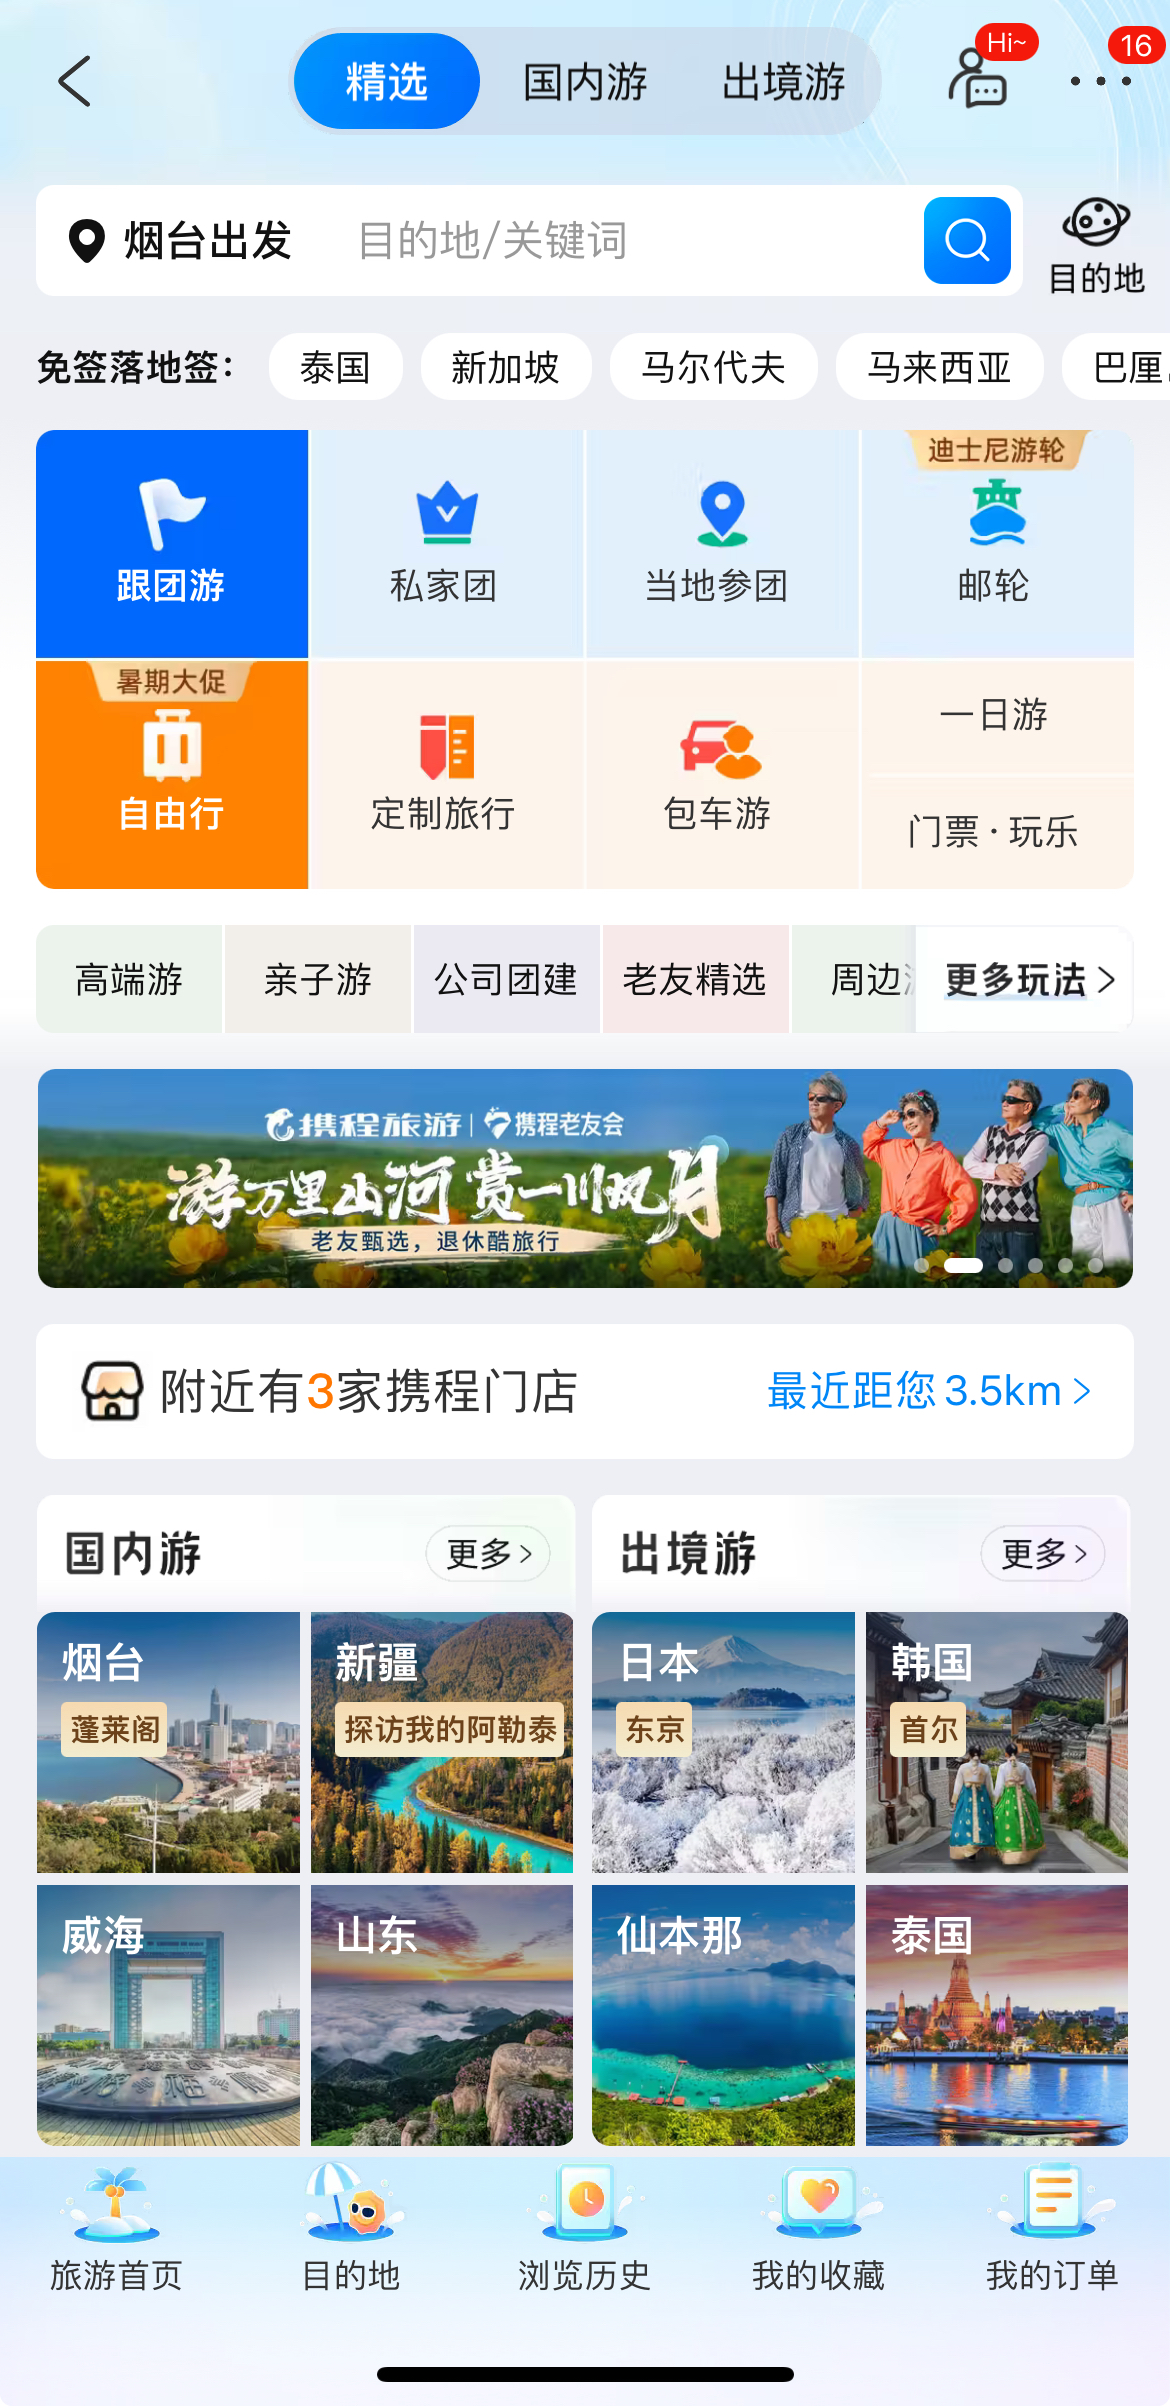 精选
国内游
出境游
Hi~
16
烟台出发
目的地/关键词
目的地
免签落地签：
泰国
新加坡
马尔代夫
马来西亚
巴厘
跟团游
私家团
当地参团
迪士尼游轮
邮轮
暑期大促
自由行
定制旅行
包车游
一日游
门票·玩乐
高端游
亲子游
公司团建
老友精选
周边
更多玩法
携程旅游 | 携程老友会
游万里山河 赏一川风月
老友甄选，退休酷旅行
附近有3家携程门店
最近距您 3.5km
国内游
更多
出境游
更多
烟台
蓬莱阁
新疆
探访我的阿勒泰
日本
东京
韩国
首尔
威海
山东
仙本那
泰国
旅游首页
目的地
浏览历史
我的收藏
我的订单